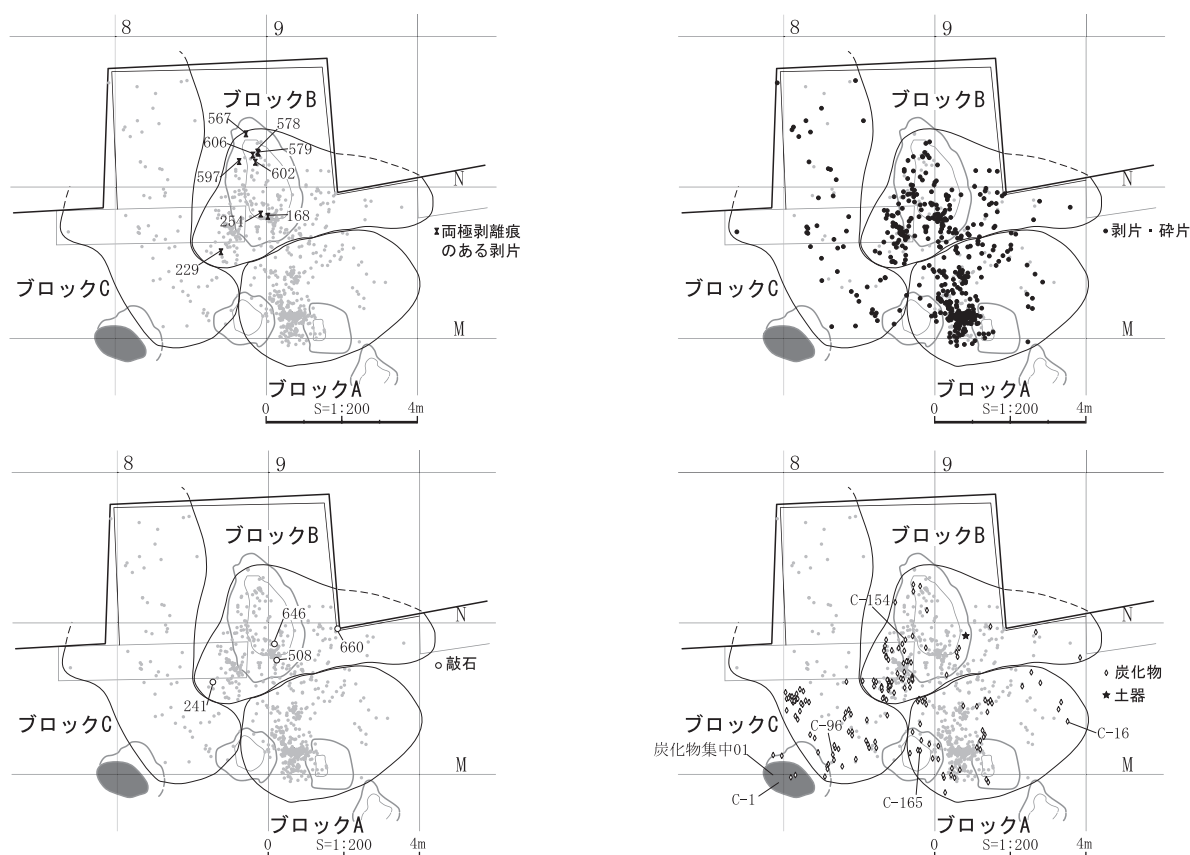 8
9
ブロックB
567
578
606
579
597
602
N
254
168
両極剥離痕
のある剥片
229
ブロックC
M
ブロックA
0
S=1:200
4m
8
9
ブロックB
N
剥片・砕片
ブロックC
M
ブロックA
0
S=1:200
4m
8
9
ブロックB
646
N
660
508
敲石
241
ブロックC
M
ブロックA
0
S=1:200
4m
8
9
ブロックB
C-154
N
炭化物
土器
ブロックC
C-96
C-16
炭化物集中01
M
C-1
C-165
ブロックA
0
S=1:200
4m